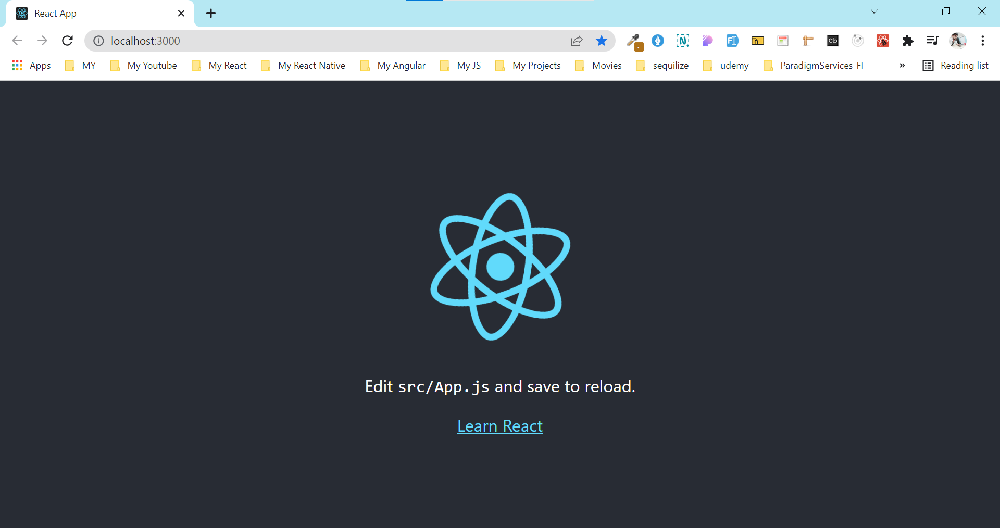 React App
localhost:3000
Apps MY My Youtube My React My React Native My Angular My JS My Projects Movies sequilize udemy ParadigmServices-FI » Reading list
Edit src/App.js and save to reload.
Learn React